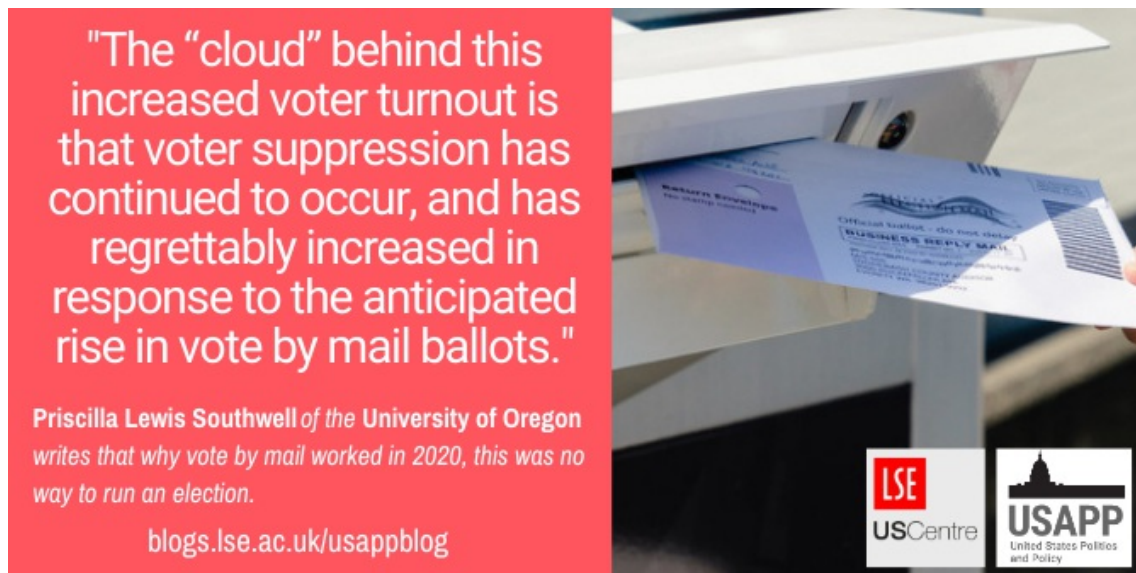 "The “cloud” behind this
increased voter turnout is
that voter suppression has
continued to occur, and has
regrettably increased in
response to the anticipated
rise in vote by mail ballots."
Priscilla Lewis Southwell of the University of Oregon
writes that why vote by mail worked in 2020, this was no
way to run an election.
blogs.lse.ac.uk/usappblog
Return Envelope
No stamp needed
Official ballot - do not delay
BUSINESS REPLY MAIL
LSE
USCentre
USAPP
United States Politics
and Policy